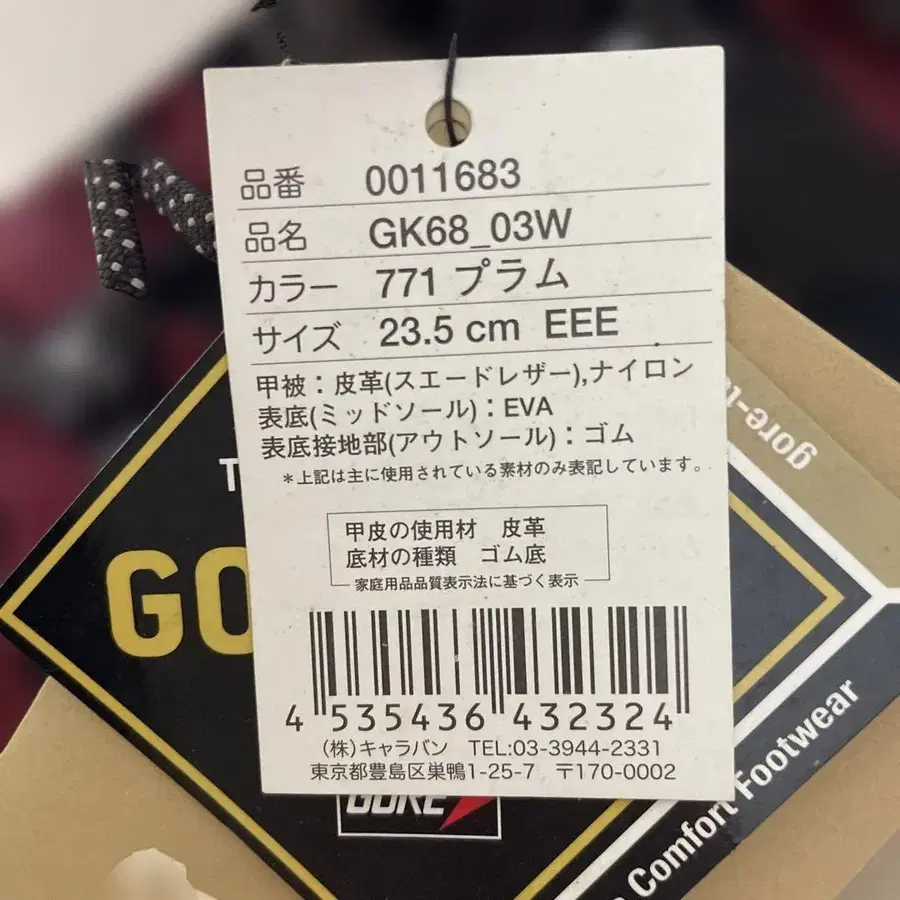 品番 0011683
品名 GK68_03W
カラー 771 プラム
サイズ 23.5 cm EEE
甲被：皮革(スエードレザー),ナイロン
表底(ミッドソール)：EVA
表底接地部(アウトソール)：ゴム
＊上記は主に使用されている素材のみ表記しています。
甲皮の使用材 皮革
底材の種類 ゴム底
家庭用品品質表示法に基づく表示
4 535436 432324
(株)キャラバン TEL:03-3944-2331
東京都豊島区巣鴨1-25-7 〒170-0002
GO
GORE
Comfort Footwear
gore-t